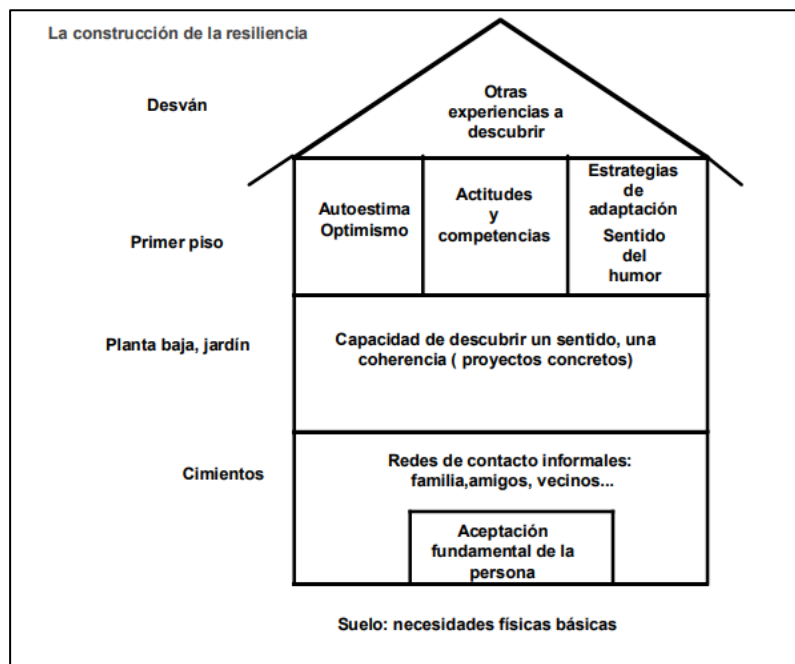 La construcción de la resiliencia
Desván
Otras
experiencias a
descubrir
Primer piso
Autoestima
Optimismo
Actitudes
y
competencias
Estrategias
de
adaptación
Sentido
del
humor
Planta baja, jardín
Capacidad de descubrir un sentido, una
coherencia ( proyectos concretos)
Cimientos
Redes de contacto informales:
familia,amigos, vecinos...
Aceptación
fundamental de la
persona
Suelo: necesidades físicas básicas